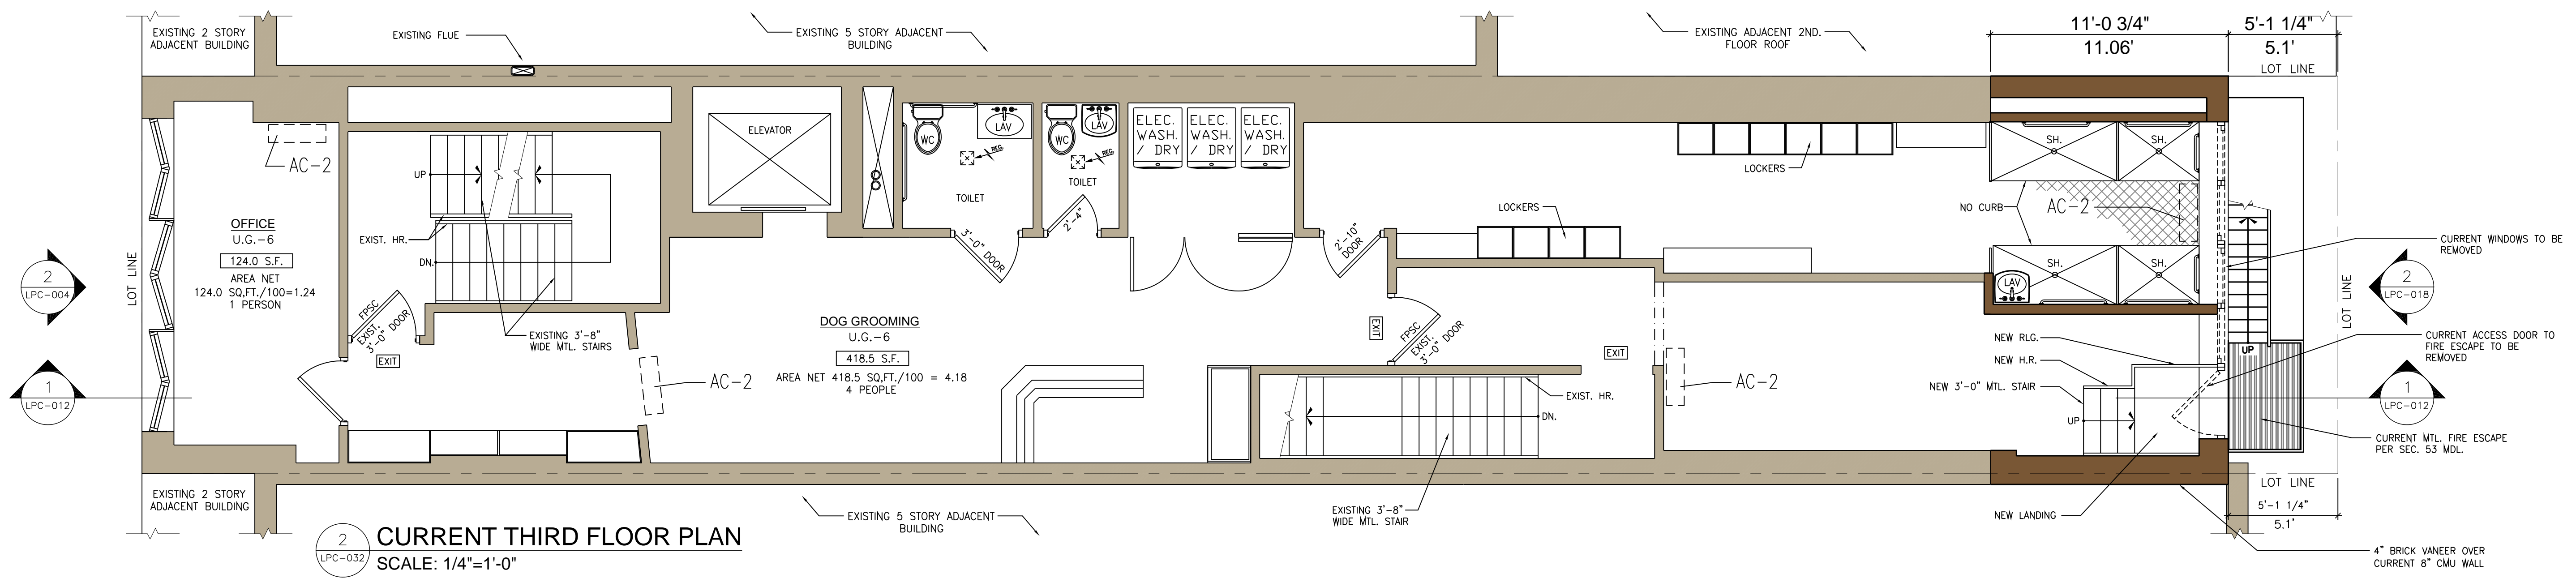 EXISTING 2 STORY
ADJACENT BUILDING
EXISTING FLUE
EXISTING 5 STORY ADJACENT
BUILDING
EXISTING ADJACENT 2ND.
FLOOR ROOF
11'-0 3/4"
11.06'
5'-1 1/4"
5.1'
LOT LINE
AC-2
UP
EXIST. HR.
DN.
ELEVATOR
WC
LAV
REG.
TOILET
WC
LAV
REG.
TOILET
ELEC.
WASH.
/ DRY
ELEC.
WASH.
/ DRY
ELEC.
WASH.
/ DRY
LOCKERS
LOCKERS
SH.
SH.
NO CURB
AC-2
SH.
SH.
LAV
CURRENT WINDOWS TO BE
REMOVED
2
LPC-004
LOT LINE
OFFICE
U.G.-6
124.0 S.F.
AREA NET
124.0 SQ.FT./100=1.24
1 PERSON
FPSC
EXIST.
3'-0" DOOR
EXIT
EXISTING 3'-8"
WIDE MTL. STAIRS
3'-0" DOOR
2'-4"
2'-10"
DOOR
DOG GROOMING
U.G.-6
418.5 S.F.
AREA NET 418.5 SQ.FT./100 = 4.18
4 PEOPLE
AC-2
EXIT
FPSC
EXIST.
3'-0" DOOR
EXIT
AC-2
EXIST. HR.
DN.
NEW RLG.
NEW H.R.
NEW 3'-0" MTL. STAIR
UP
UP
LOT LINE
2
LPC-018
CURRENT ACCESS DOOR TO
FIRE ESCAPE TO BE
REMOVED
1
LPC-012
1
LPC-012
CURRENT MTL. FIRE ESCAPE
PER SEC. 53 MDL.
LOT LINE
5'-1 1/4"
5.1'
EXISTING 2 STORY
ADJACENT BUILDING
EXISTING 5 STORY ADJACENT
BUILDING
EXISTING 3'-8"
WIDE MTL. STAIR
NEW LANDING
4" BRICK VANEER OVER
CURRENT 8" CMU WALL
2
LPC-032
CURRENT THIRD FLOOR PLAN
SCALE: 1/4"=1'-0"